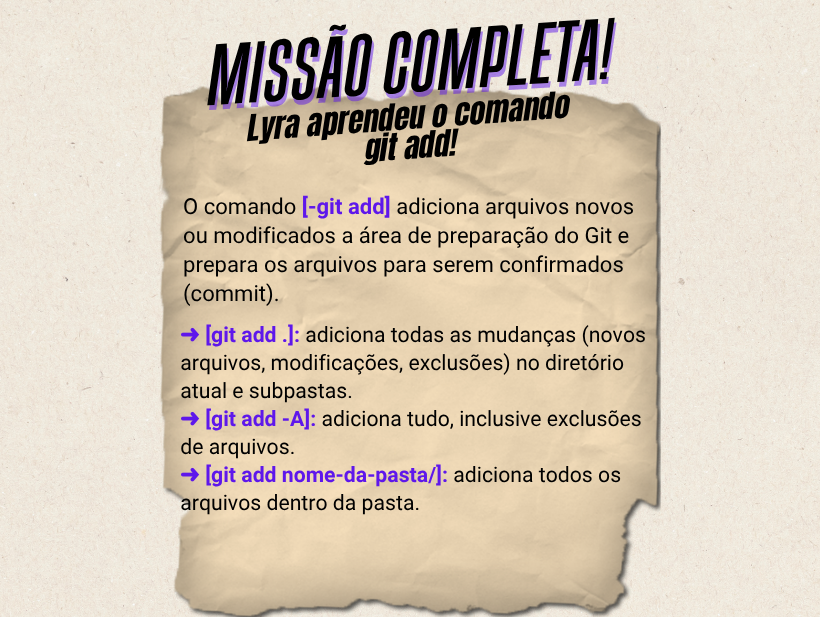 MISSÃO COMPLETA!
Lyra aprendeu o comando
git add!
O comando [-git add] adiciona arquivos novos
ou modificados a área de preparação do Git e
prepara os arquivos para serem confirmados
(commit).
➜ [git add .]: adiciona todas as mudanças (novos
arquivos, modificações, exclusões) no diretório
atual e subpastas.
➜ [git add -A]: adiciona tudo, inclusive exclusões
de arquivos.
➜ [git add nome-da-pasta/]: adiciona todos os
arquivos dentro da pasta.